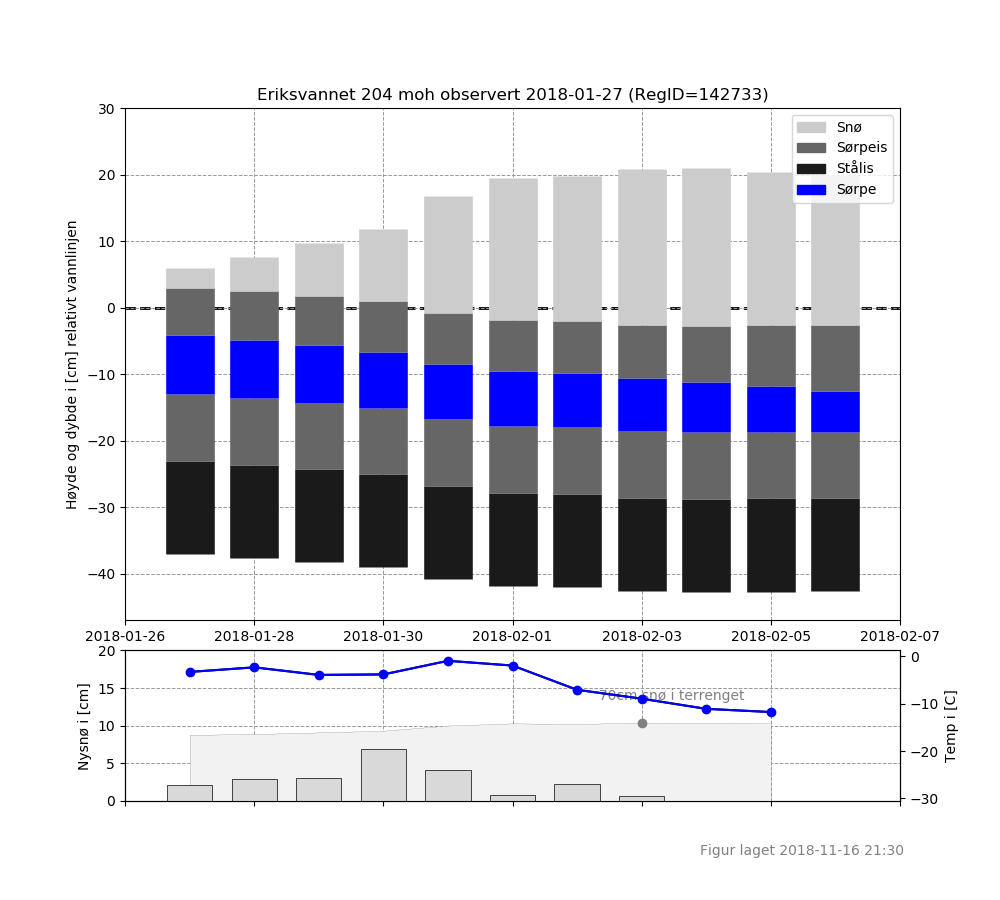 Eriksvannet 204 moh observert 2018-01-27 (RegID=142733)
30
20
10
0
−10
−20
−30
−40
Høyde og dybde i [cm] relativt vannlinjen
Snø
Sørpeis
Stålis
Sørpe
2018-01-26
2018-01-28
2018-01-30
2018-02-01
2018-02-03
2018-02-05
2018-02-07
20
15
10
5
0
Nysnø i [cm]
70cm snø i terrenget
0
−10
−20
−30
Temp i [C]
Figur laget 2018-11-16 21:30